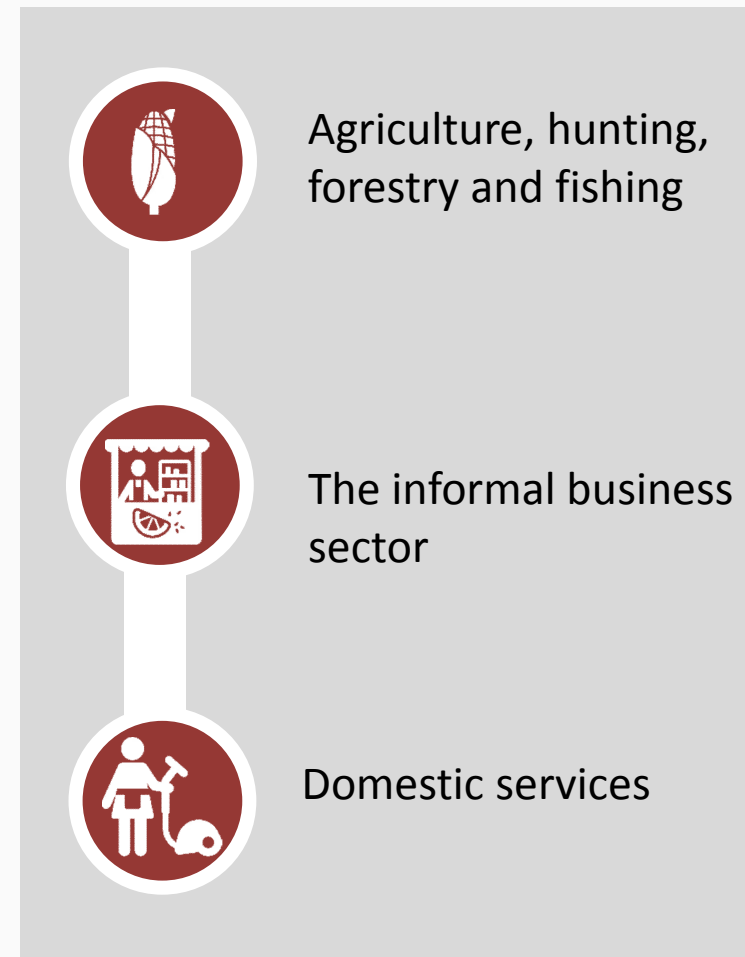 Agriculture, hunting,
forestry and fishing
The informal business
sector
Domestic services